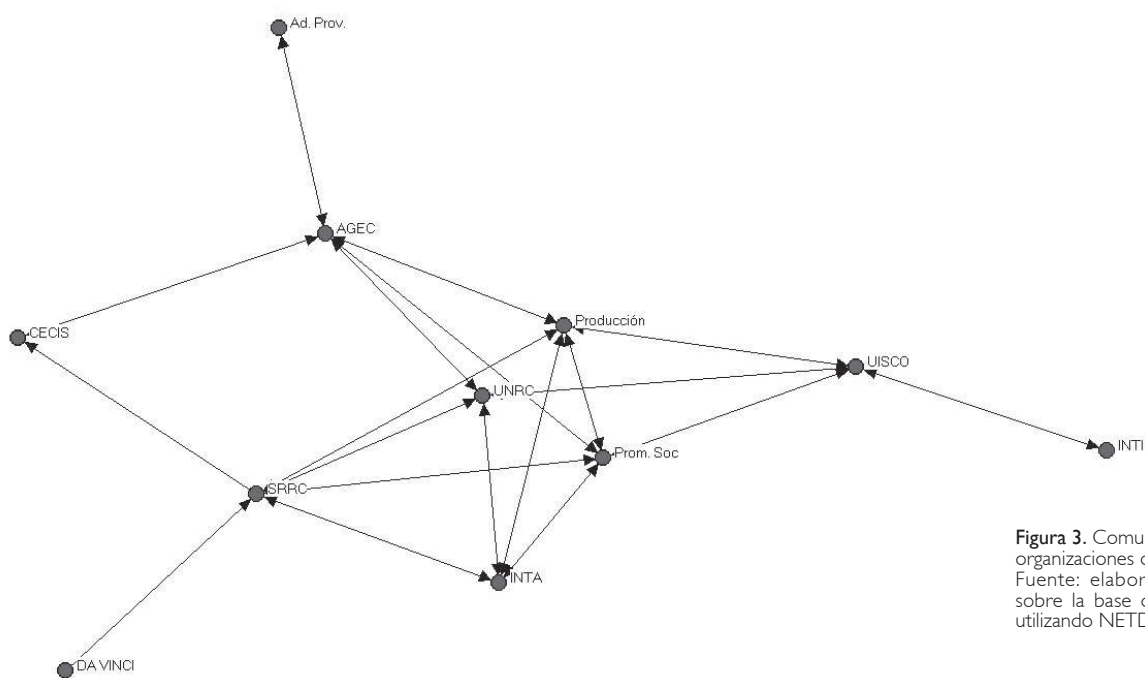 Ad. Prov.
AGEC
CECIS
Producción
UISCO
UNRC
INTI
Prom. Soc
SRRC
INTA
DA VINCI
Figura 3. Comu
organizaciones
Fuente: elabor
sobre la base
utilizando NETD